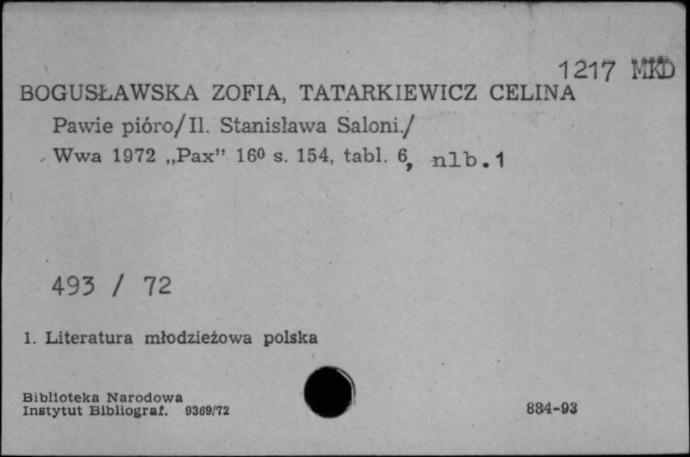 1217 MKD
BOGUSŁAWSKA ZOFIA, TATARKIEWICZ CELINA
Pawie pióro/Il. Stanisława Saloni./
Wwa 1972 „Pax” 16⁰ s. 154, tabl. 6, nlb.1
493 / 72
1. Literatura młodzieżowa polska
Biblioteka Narodowa
Instytut Bibliograf. 9369/72
884-93